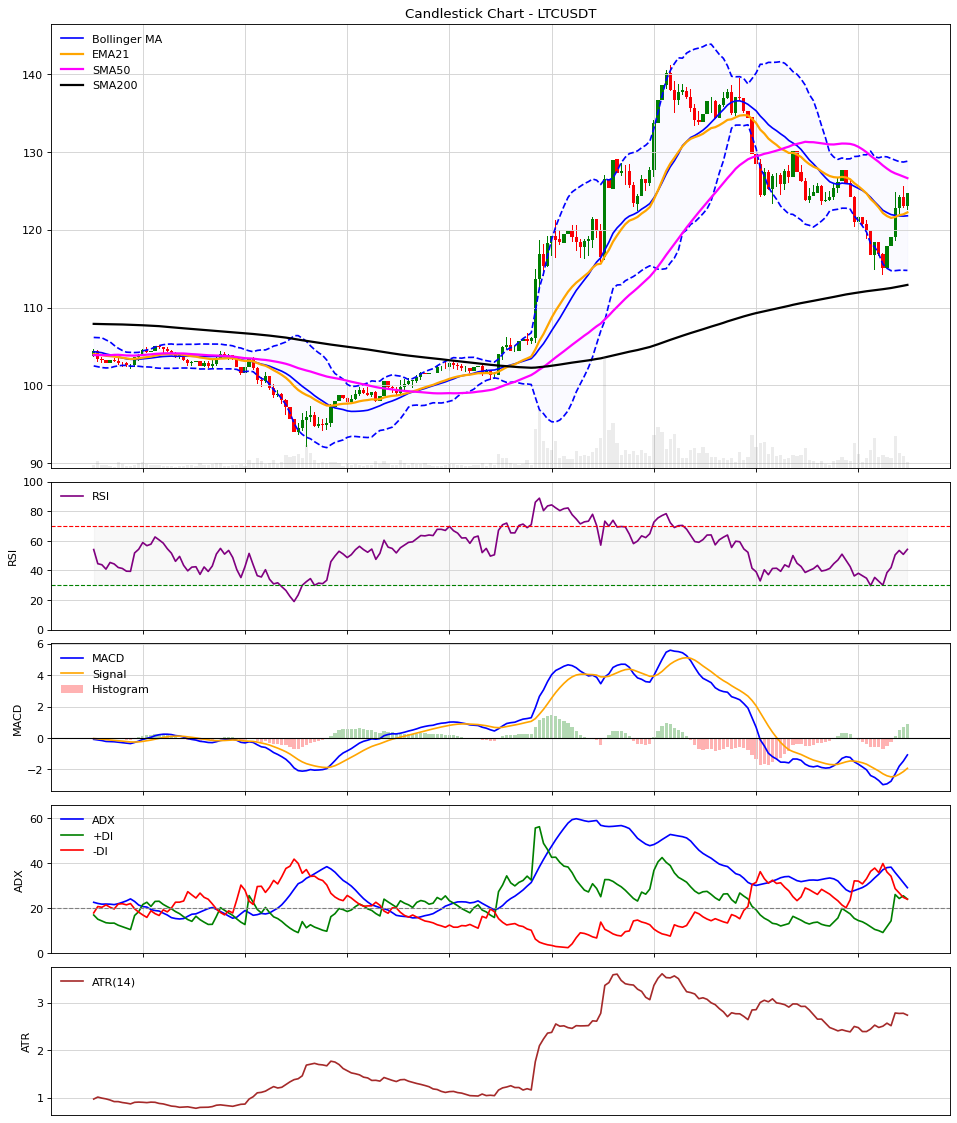 Candlestick Chart - LTCUSDT
Bollinger MA
EMA21
SMA50
SMA200
140
130
120
110
100
90
RSI
RSI
100
80
60
40
20
0
MACD
Signal
Histogram
MACD
6
4
2
0
−2
ADX
+DI
-DI
ADX
60
40
20
0
ATR(14)
ATR
3
2
1